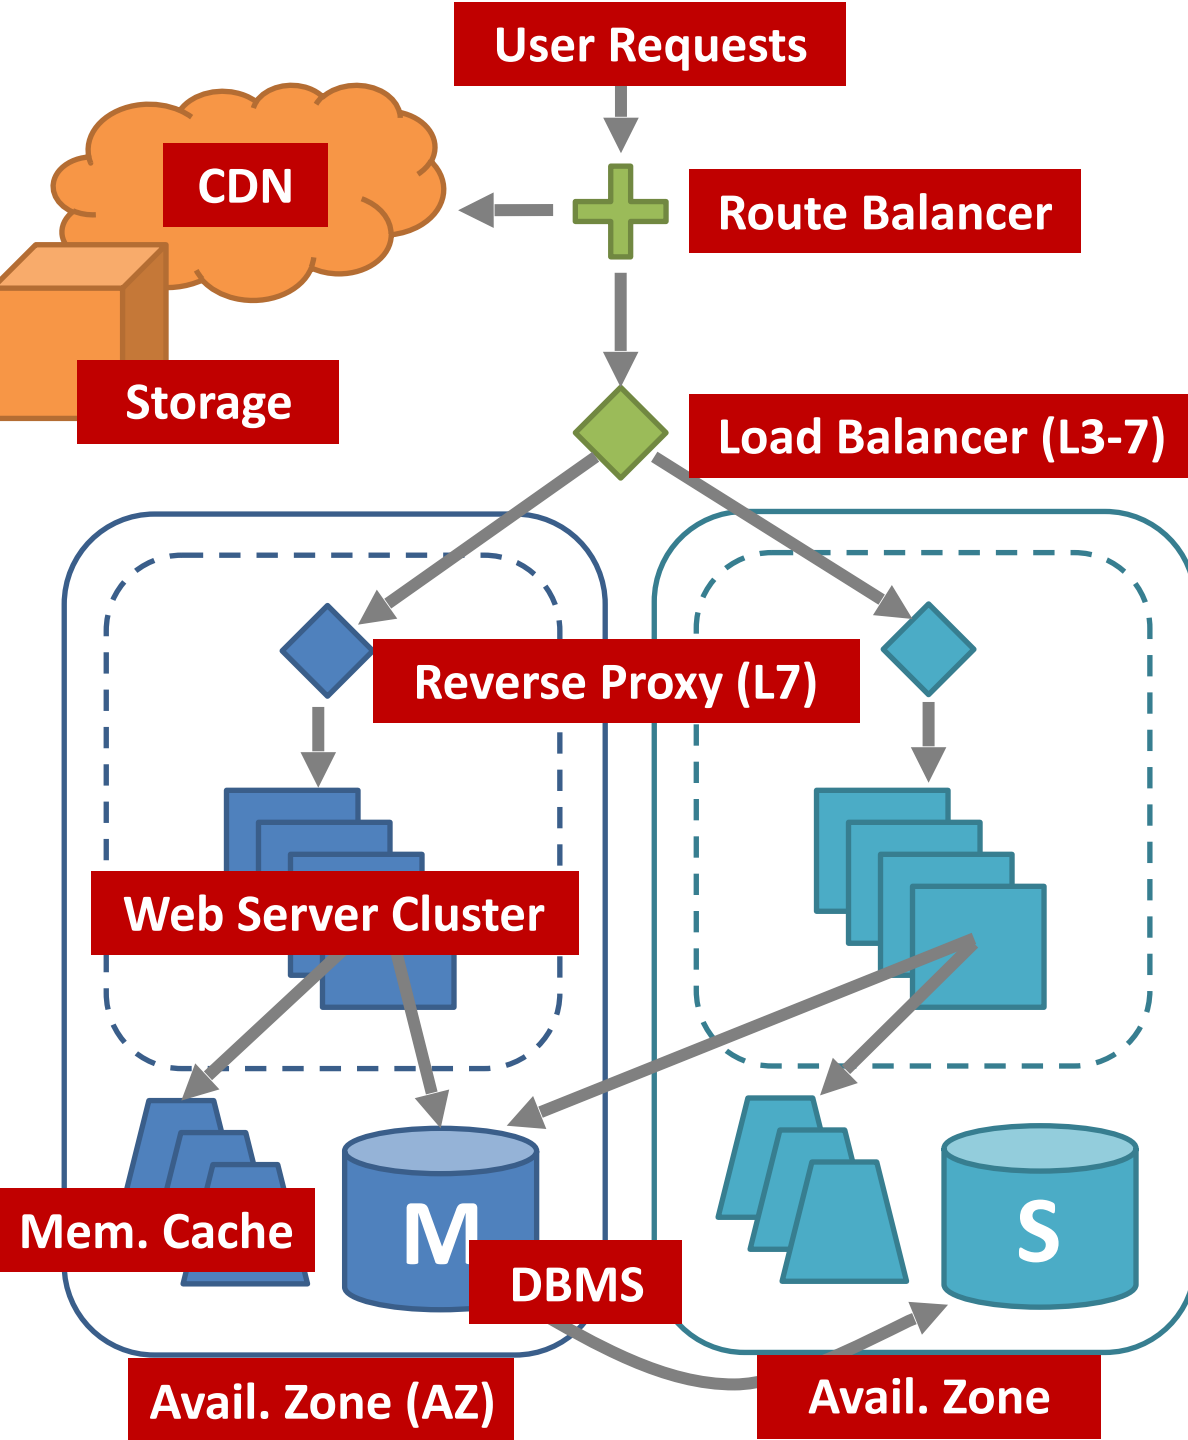 User Requests
CDN
Route Balancer
Storage
Load Balancer (L3-7)
Reverse Proxy (L7)
Web Server Cluster
Mem. Cache
M
S
DBMS
Avail. Zone (AZ)
Avail. Zone